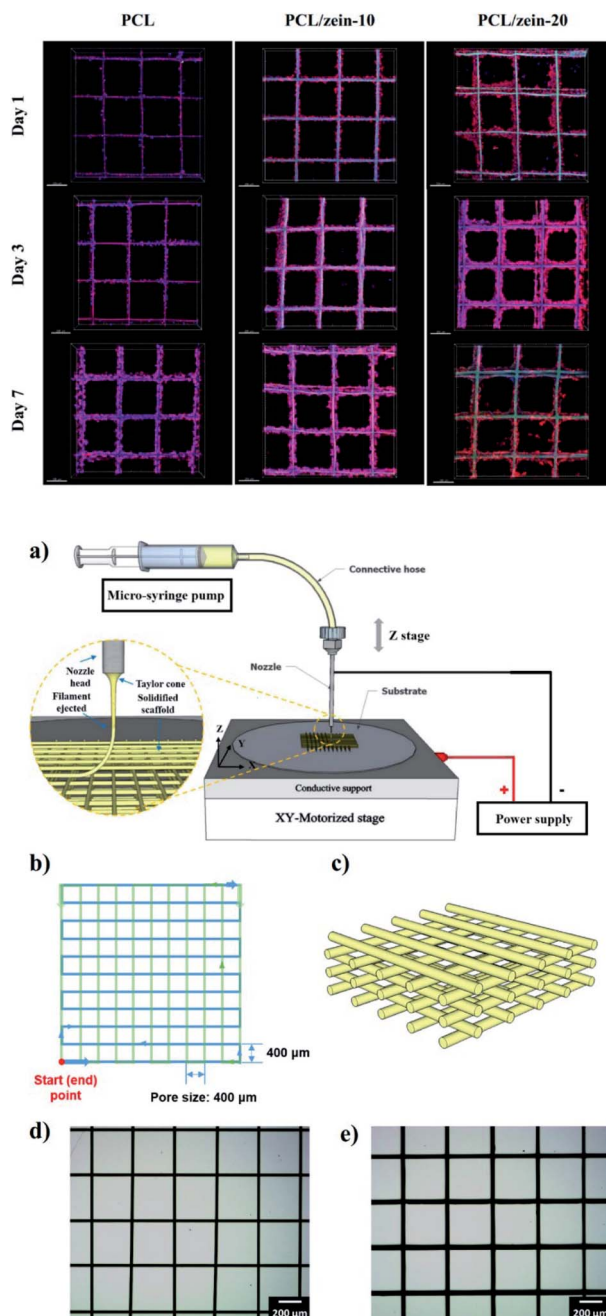 PCL PCL/zein-10 PCL/zein-20
Day 1
Day 3
Day 7
a)
Connective hose
Micro-syringe pump
Z stage
Nozzle
Nozzle
head
Taylor cone
Filament
ejected
Solidified
scaffold
Substrate
Z
Y
X
Conductive support
+
-
XY-Motorized stage
Power supply
b)
c)
400 µm
Start (end)
point
Pore size: 400 µm
d)
e)
200 µm
200 µm